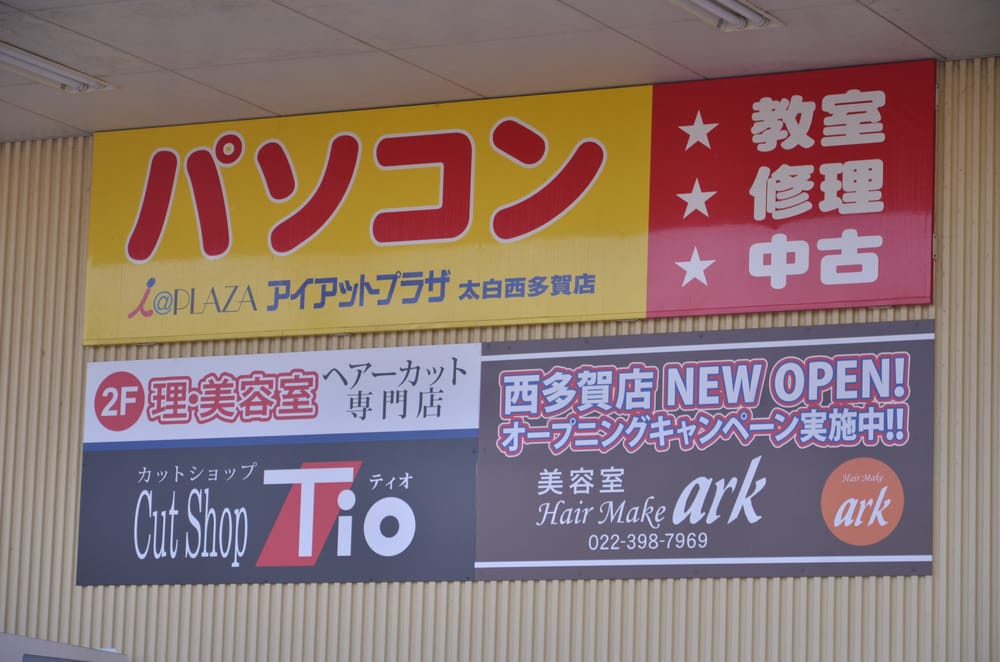 パソコン
★ 教室
★ 修理
★ 中古
i@PLAZA アイアットプラザ 太白西多賀店
2F 理・美容室 ヘアーカット
専門店
カットショップ
Cut Shop Tio ティオ
西多賀店 NEW OPEN!
オープニングキャンペーン実施中!!
美容室
Hair Make ark
022-398-7969
Hair Make
ark